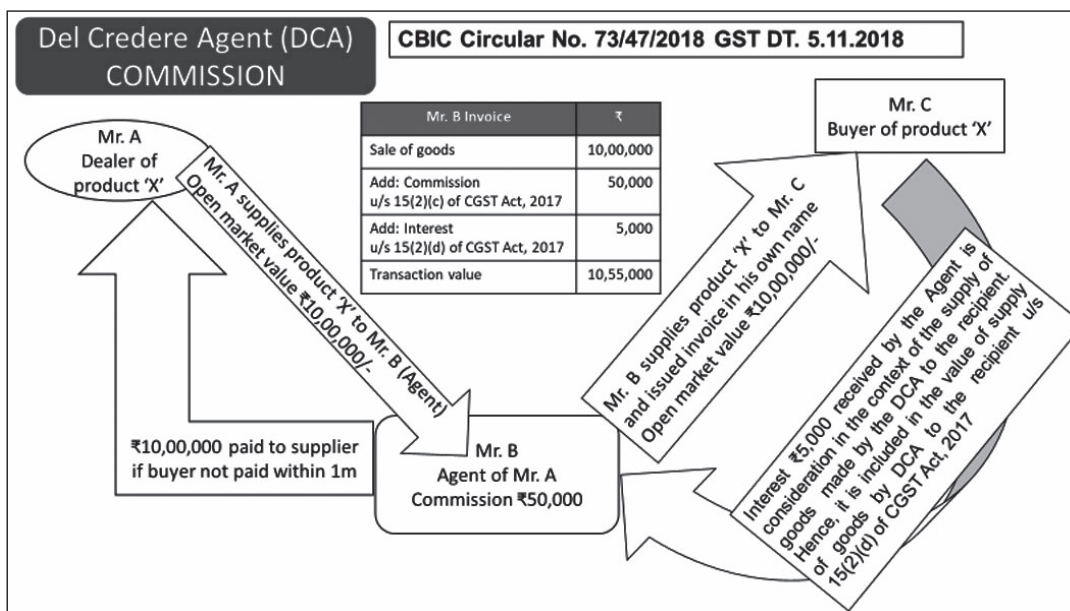 Del Credere Agent (DCA)
COMMISSION
CBIC Circular No. 73/47/2018 GST DT. 5.11.2018
Mr. A
Dealer of
product ‘X’
Mr. A supplies product ‘X’ to Mr. B (Agent)
Open market value ₹10,00,000/-
Mr. B Invoice ₹
Sale of goods 10,00,000
Add: Commission 50,000
u/s 15(2)(c) of CGST Act, 2017
Add: Interest 5,000
u/s 15(2)(d) of CGST Act, 2017
Transaction value 10,55,000
Mr. C
Buyer of product ‘X’
Mr. B supplies product ‘X’ to Mr. C
and issued invoice in his own name
Open market value ₹10,00,000/-
Interest ₹5,000 received by the Agent is
consideration in the context of the supply of
goods made by the DCA to the recipient.
Hence, it is included in the value of supply
of goods by DCA to the recipient u/s
15(2)(d) of CGST Act, 2017
₹10,00,000 paid to supplier
if buyer not paid within 1m
Mr. B
Agent of Mr. A
Commission ₹50,000